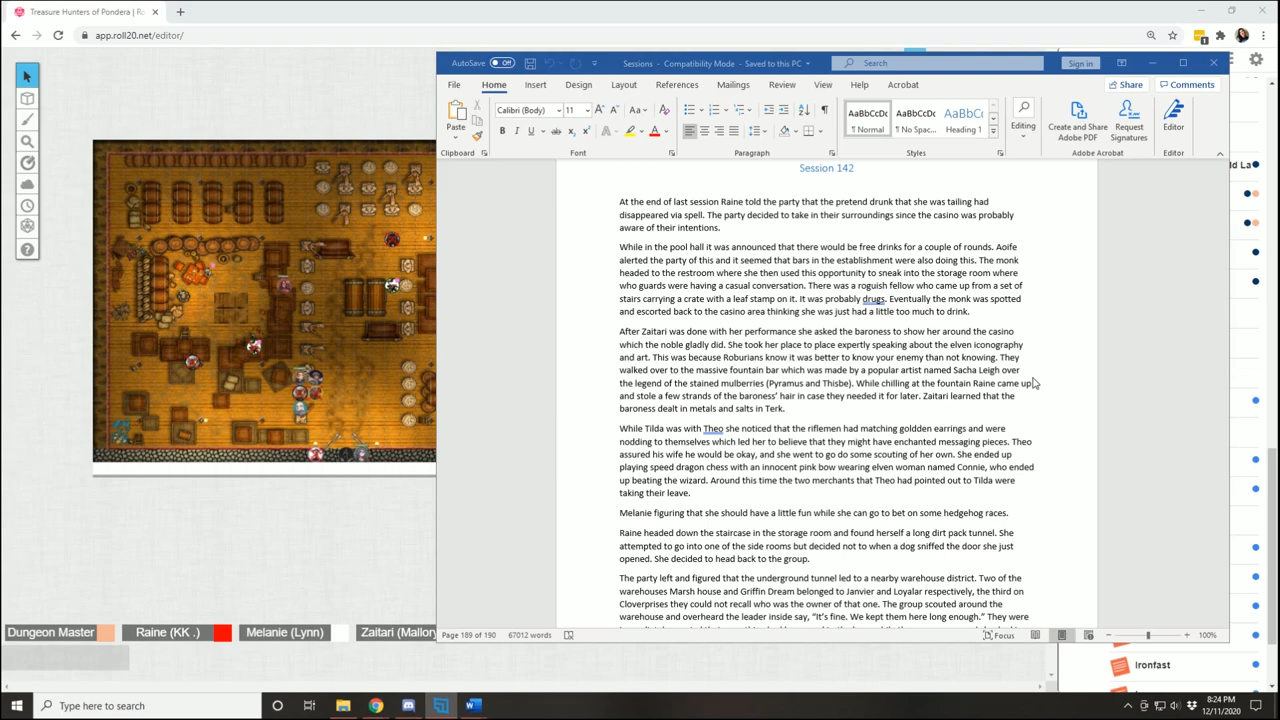 Treasure Hunters of Pondera | Ro
app.roll20.net/editor/
AutoSave Off Sessions - Compatibility Mode - Saved to this PC Search Sign in
File Home Insert Design Layout References Mailings Review View Help Acrobat Share Comments
Calibri (Body) 11 A A Aa
AaBbCcDc AaBbCcDc AaBbC
Paste B I U ab x₂ x² A A ¶ Normal ¶ No Spac... Heading 1 Editing Create and Share Adobe PDF Request Signatures Editor
Clipboard Font Paragraph Styles Adobe Acrobat Editor
Session 142
At the end of last session Raine told the party that the pretend drunk that she was tailing had
disappeared via spell. The party decided to take in their surroundings since the casino was probably
aware of their intentions.
While in the pool hall it was announced that there would be free drinks for a couple of rounds. Aoife
alerted the party of this and it seemed that bars in the establishment were also doing this. The monk
headed to the restroom where she then used this opportunity to sneak into the storage room where
who guards were having a casual conversation. There was a roguish fellow who came up from a set of
stairs carrying a crate with a leaf stamp on it. It was probably drugs. Eventually the monk was spotted
and escorted back to the casino area thinking she was just had a little too much to drink.
After Zaitari was done with her performance she asked the baroness to show her around the casino
which the noble gladly did. She took her place to place expertly speaking about the elven iconography
and art. This was because Roburians know it was better to know your enemy than not knowing. They
walked over to the massive fountain bar which was made by a popular artist named Sacha Leigh over
the legend of the stained mulberries (Pyramus and Thisbe). While chilling at the fountain Raine came up
and stole a few strands of the baroness' hair in case they needed it for later. Zaitari learned that the
baroness dealt in metals and salts in Terk.
While Tilda was with Theo she noticed that the riflemen had matching goldden earrings and were
nodding to themselves which led her to believe that they might have enchanted messaging pieces. Theo
assured his wife he would be okay, and she went to go do some scouting of her own. She ended up
playing speed dragon chess with an innocent pink bow wearing elven woman named Connie, who ended
up beating the wizard. Around this time the two merchants that Theo had pointed out to Tilda were
taking their leave.
Melanie figuring that she should have a little fun while she can go to bet on some hedgehog races.
Raine headed down the staircase in the storage room and found herself a long dirt pack tunnel. She
attempted to go into one of the side rooms but decided not to when a dog sniffed the door she just
opened. She decided to head back to the group.
The party left and figured that the underground tunnel led to a nearby warehouse district. Two of the
warehouses Marsh house and Griffin Dream belonged to Janvier and Loyalar respectively, the third on
Cloverprises they could not recall who was the owner of that one. The group scouted around the
warehouse and overheard the leader inside say, "It's fine. We kept them here long enough." They were
Page 189 of 190 67012 words Focus 100%
ld La
Dungeon Master Raine (KK .) Melanie (Lynn) Zaitari (Mallory
Ironfast
Type here to search
8:24 PM
12/11/2020